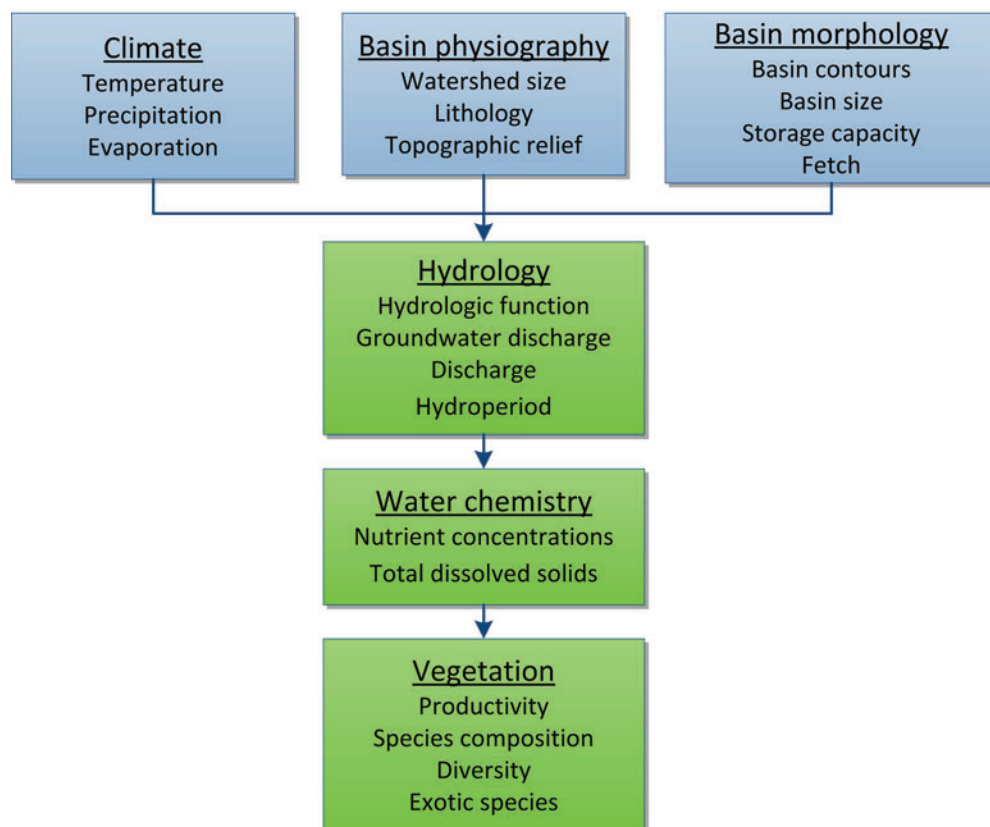 Climate
Temperature
Precipitation
Evaporation
Basin physiography
Watershed size
Lithology
Topographic relief
Basin morphology
Basin contours
Basin size
Storage capacity
Fetch
Hydrology
Hydrologic function
Groundwater discharge
Discharge
Hydroperiod
Water chemistry
Nutrient concentrations
Total dissolved solids
Vegetation
Productivity
Species composition
Diversity
Exotic species